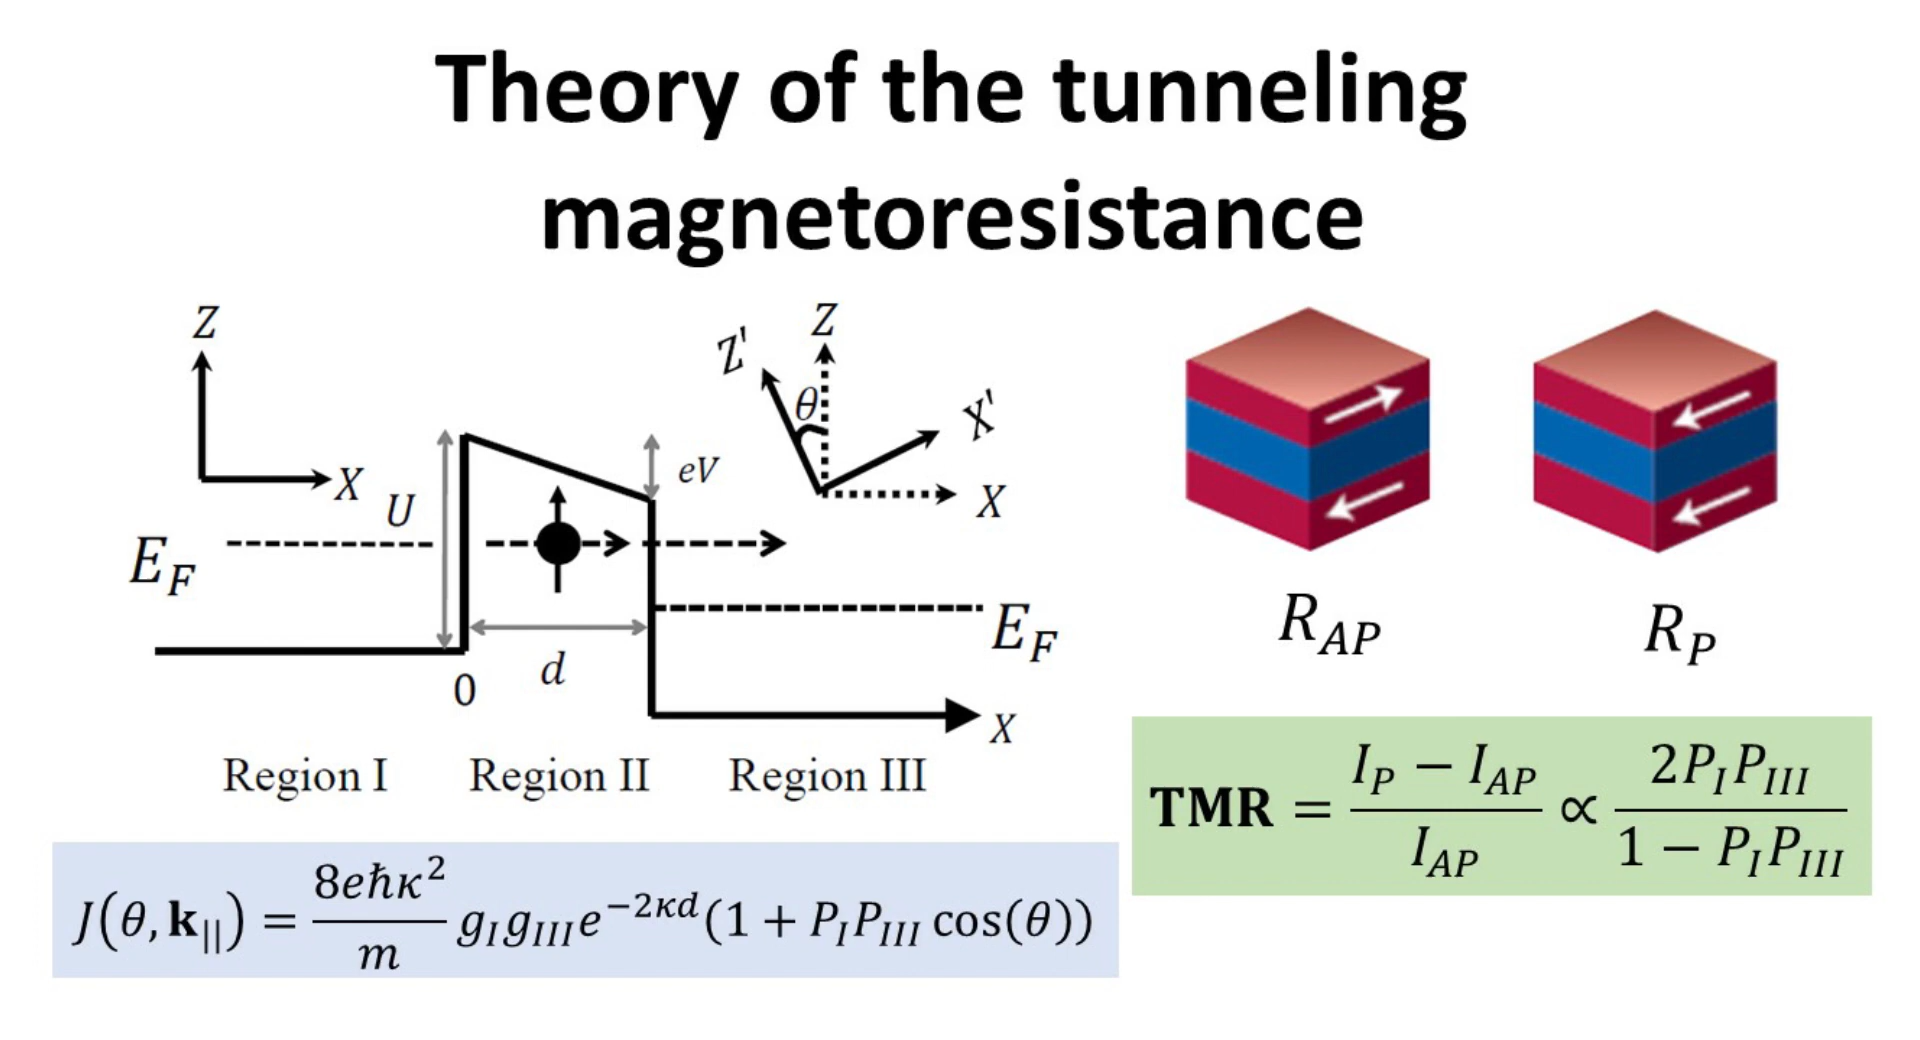 Theory of the tunneling
magnetoresistance
Z
X
U
E_F
0
d
eV
Z'
θ
Z
X'
X
E_F
X
Region I
Region II
Region III
R_AP
R_P
J(θ, k_||) = 8eħκ²/m g_I g_III e^{-2κd}(1 + P_I P_III cos(θ))
TMR = (I_P − I_AP)/I_AP ∝ 2P_I P_III/(1 − P_I P_III)